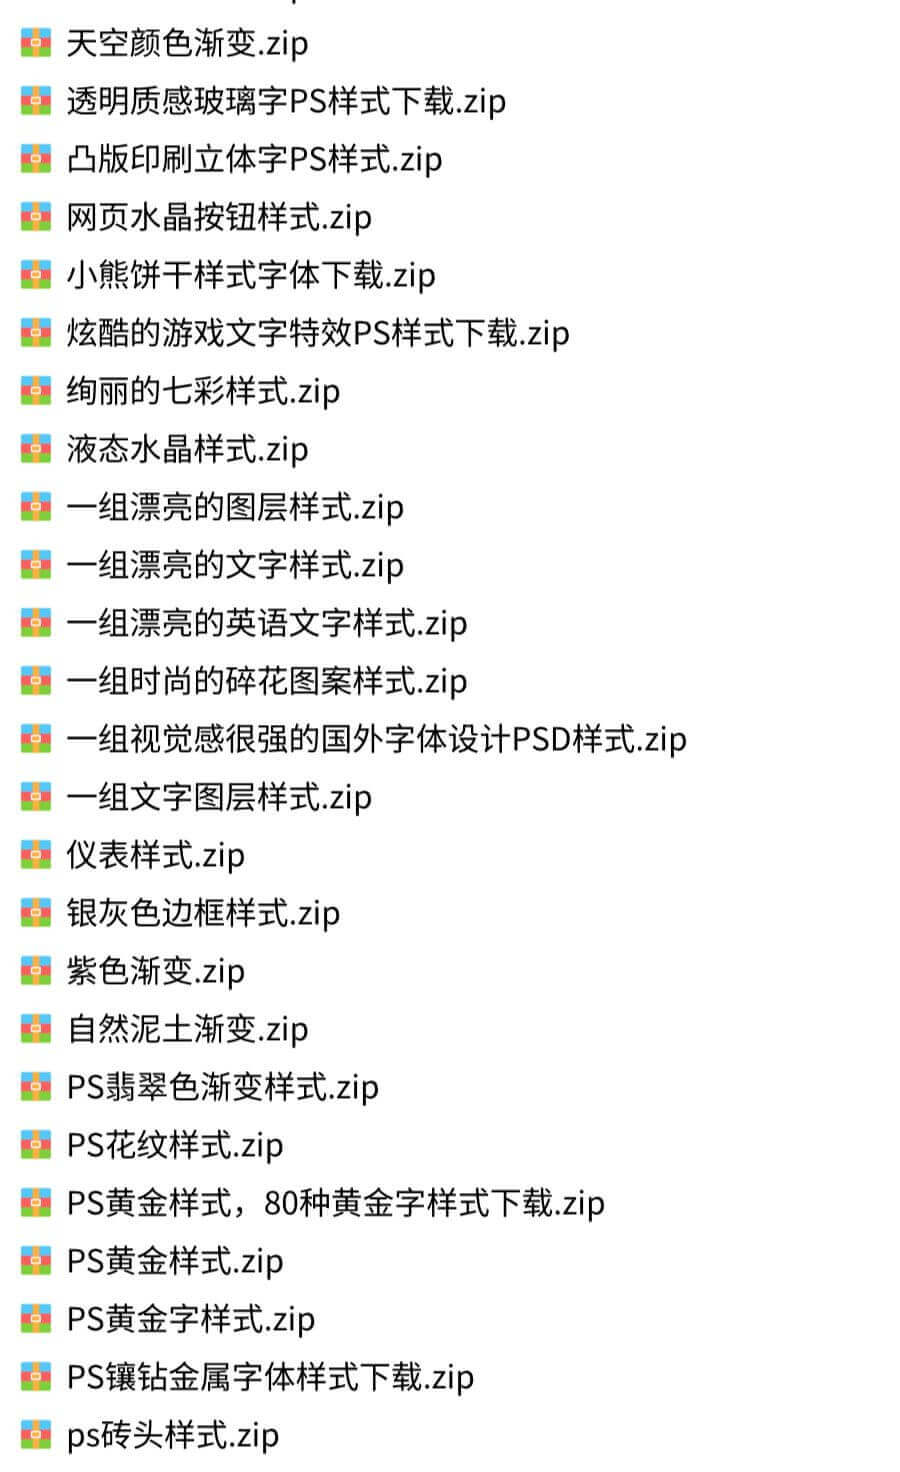 天空颜色渐变.zip
透明质感玻璃字PS样式下载.zip
凸版印刷立体字PS样式.zip
网页水晶按钮样式.zip
小熊饼干样式字体下载.zip
炫酷的游戏文字特效PS样式下载.zip
绚丽的七彩样式.zip
液态水晶样式.zip
一组漂亮的图层样式.zip
一组漂亮的文字样式.zip
一组漂亮的英语文字样式.zip
一组时尚的碎花图案样式.zip
一组视觉感很强的国外字体设计PSD样式.zip
一组文字图层样式.zip
仪表样式.zip
银灰色边框样式.zip
紫色渐变.zip
自然泥土渐变.zip
PS翡翠色渐变样式.zip
PS花纹样式.zip
PS黄金样式，80种黄金字样式下载.zip
PS黄金样式.zip
PS黄金字样式.zip
PS镶钻金属字体样式下载.zip
ps砖头样式.zip